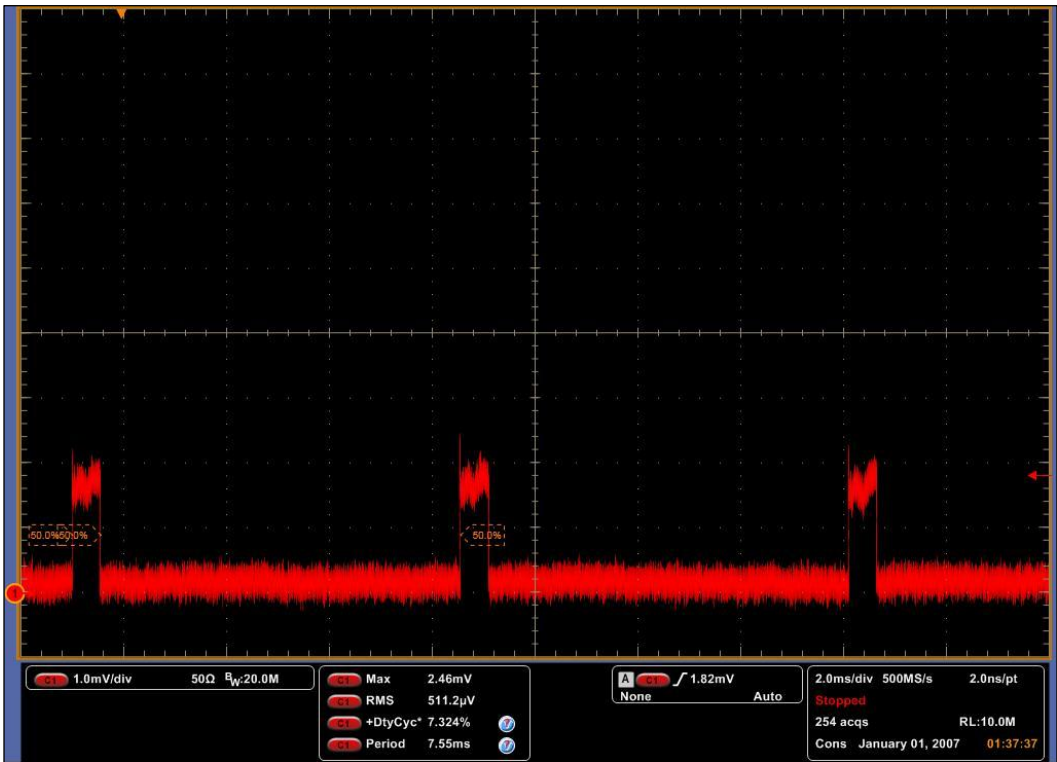 50.0%
50.0%
50.0%
C1 1.0mV/div 50Ω BW:20.0M
C1 Max 2.46mV
C1 RMS 511.2µV
C1 +DtyCyc* 7.324%
C1 Period 7.55ms
A C1 1.82mV
None Auto
2.0ms/div 500MS/s 2.0ns/pt
Stopped
254 acqs RL:10.0M
Cons January 01, 2007 01:37:37